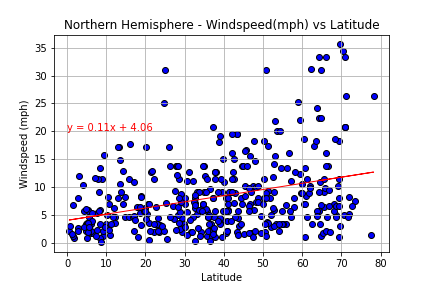 Northern Hemisphere - Windspeed(mph) vs Latitude
35
30
25
20
15
10
5
0
Windspeed (mph)
y = 0.11x + 4.06
0 10 20 30 40 50 60 70 80
Latitude